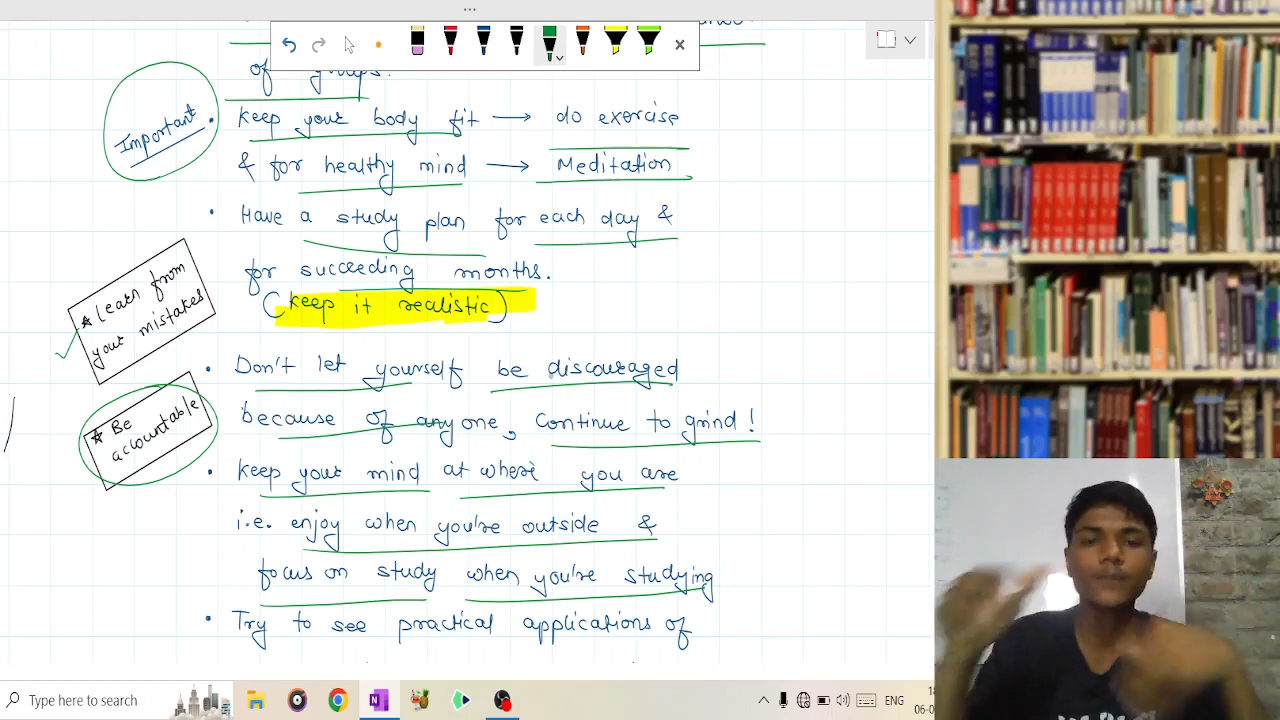 of groups.
Important
• Keep your body fit → do exercise
& for healthy mind → Meditation
• Have a study plan for each day &
for succeeding months.
(keep it realistic)
★ Learn from
your mistakes
• Don't let yourself be discouraged
because of anyone, Continue to grind!
★ Be
accountable
• Keep your mind at where you are
i.e. enjoy when you're outside &
focus on study when you're studying
• Try to see practical applications of
Type here to search
ENG